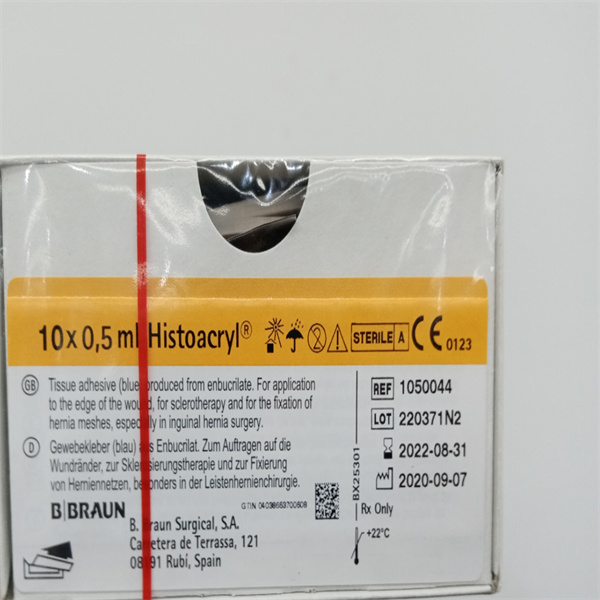 10x0,5 ml Histoacryl® STERILE A CE 0123
GB Tissue adhesive (blue) produced from enbucrilate. For application
to the edge of the wound, for sclerotherapy and for the fixation of
hernia meshes, especially in inguinal hernia surgery.
D Gewebekleber (blau) aus Enbucrilat. Zum Auftragen auf die
Wundränder, zur Sklerosierungstherapie und zur Fixierung
von Herniennetzen, besonders in der Leistenhernienchirurgie.
B|BRAUN
GTIN 04038653700608
B. Braun Surgical, S.A.
Carretera de Terrassa, 121
08191 Rubí, Spain
BX25301
REF 1050044
LOT 220371N2
2022-08-31
2020-09-07
Rx Only
+22°C